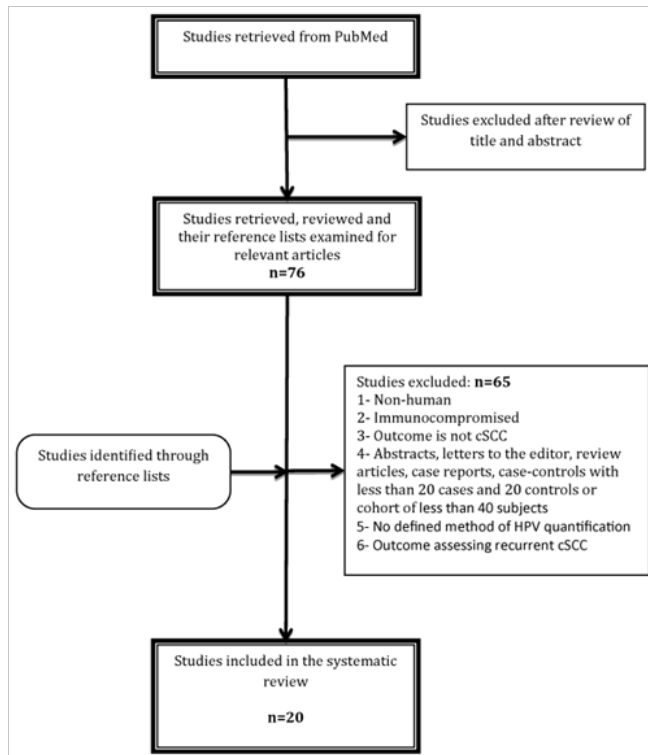 Studies retrieved from PubMed
Studies excluded after review of
title and abstract
Studies retrieved, reviewed and
their reference lists examined for
relevant articles
n=76
Studies excluded: n=65
1- Non-human
2- Immunocompromised
3- Outcome is not cSCC
4- Abstracts, letters to the editor, review
articles, case reports, case-controls with
less than 20 cases and 20 controls or
cohort of less than 40 subjects
5- No defined method of HPV quantification
6- Outcome assessing recurrent cSCC
Studies identified through
reference lists
Studies included in the systematic
review
n=20